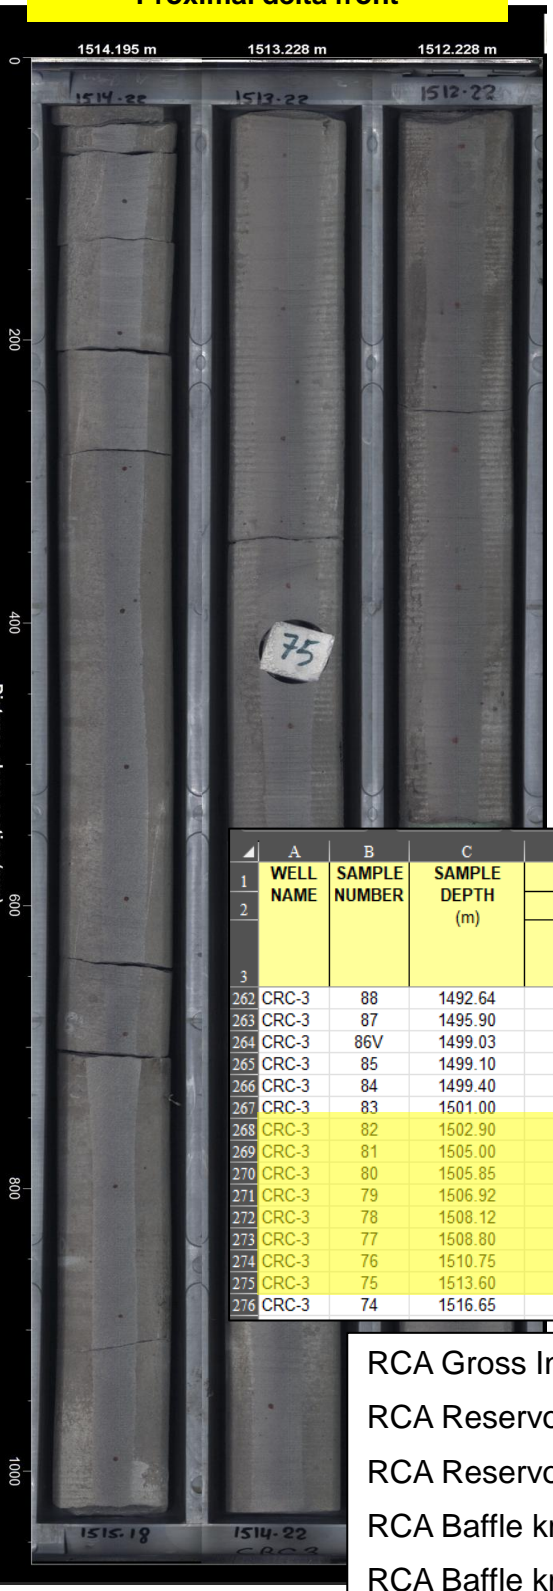 Proximal delta front
1514.195 m 1513.228 m 1512.228 m
1514.22 1513-22 1512-22
0
200
400
600
800
1000
75
A B C
1 WELL SAMPLE SAMPLE
2 NAME NUMBER DEPTH
(m)
3
262 CRC-3 88 1492.64
263 CRC-3 87 1495.90
264 CRC-3 86V 1499.03
265 CRC-3 85 1499.10
266 CRC-3 84 1499.40
267 CRC-3 83 1501.00
268 CRC-3 82 1502.90
269 CRC-3 81 1505.00
270 CRC-3 80 1505.85
271 CRC-3 79 1506.92
272 CRC-3 78 1508.12
273 CRC-3 77 1508.80
274 CRC-3 76 1510.75
275 CRC-3 75 1513.60
276 CRC-3 74 1516.65
1515.18 1514-22
CRC3
RCA Gross In
RCA Reservo
RCA Reservo
RCA Baffle kr
RCA Baffle kr